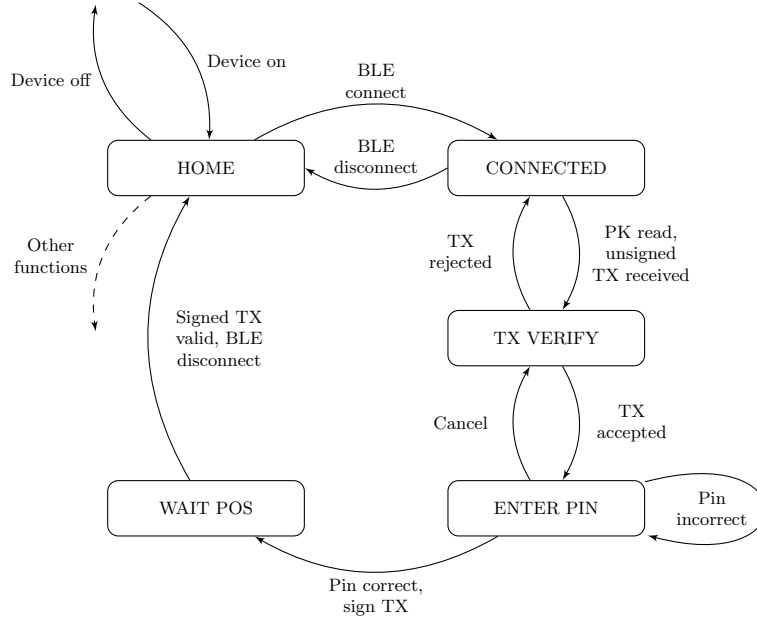 Device on
Device off
BLE
connect
HOME
BLE
disconnect
CONNECTED
Other
functions
TX
rejected
PK read,
unsigned
TX received
Signed TX
valid, BLE
disconnect
TX VERIFY
Cancel
TX
accepted
WAIT POS
ENTER PIN
Pin
incorrect
Pin correct,
sign TX